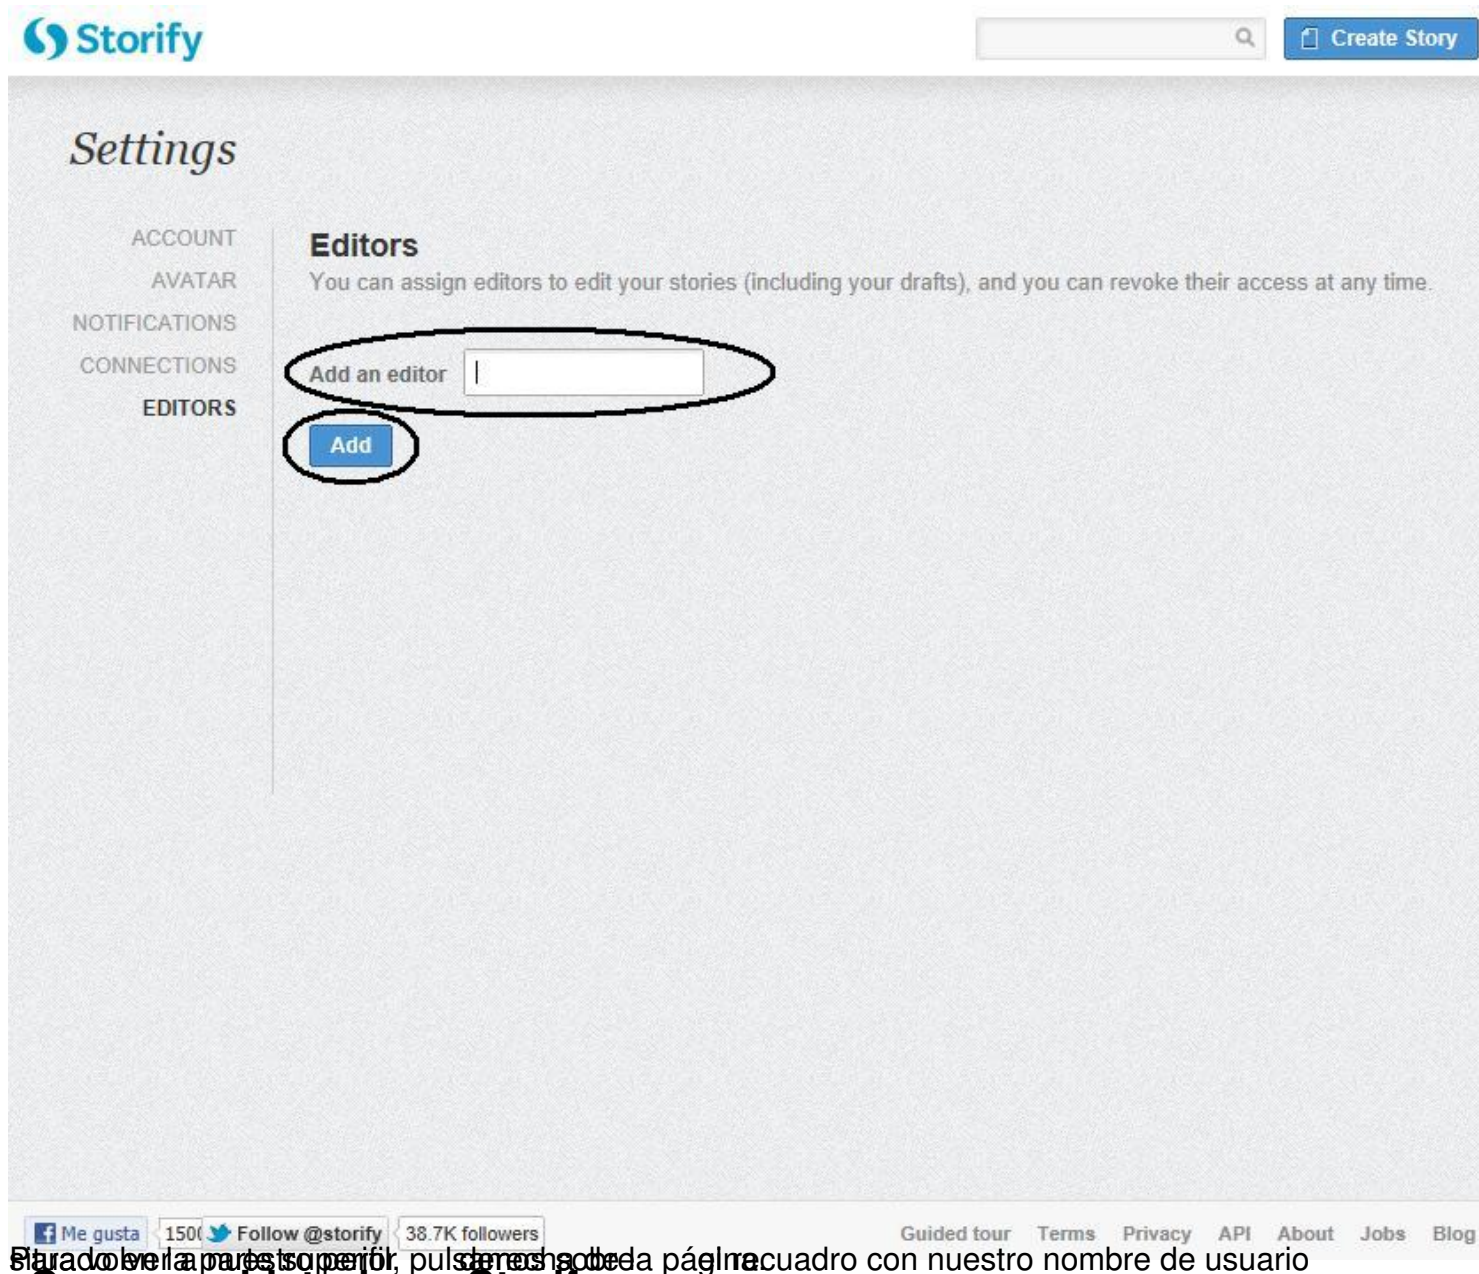 Storify
Create Story
Settings
ACCOUNT
AVATAR
NOTIFICATIONS
CONNECTIONS
EDITORS
Editors
You can assign editors to edit your stories (including your drafts), and you can revoke their access at any time.
Add an editor
Add
Me gusta 1500 Follow @storify 38.7K followers
Guided tour Terms Privacy API About Jobs Blog
cuadro con nuestro nombre de usuario